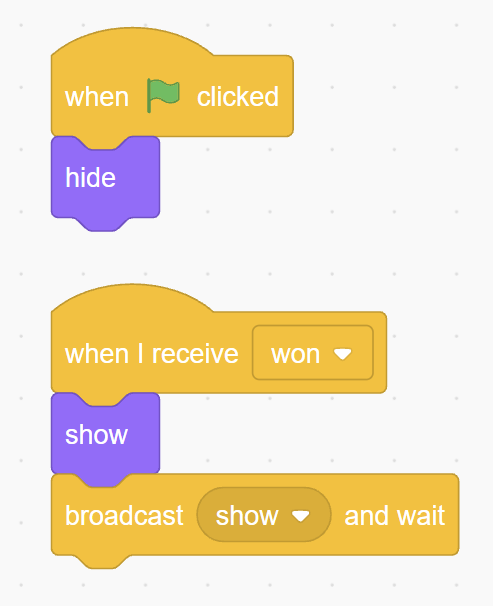 when clicked
hide
when I receive won
show
broadcast show and wait